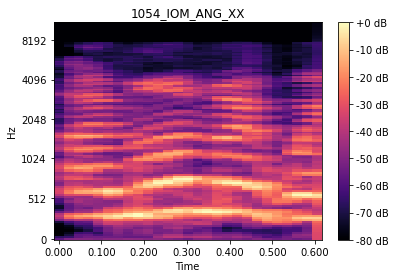 1054_IOM_ANG_XX
+0 dB
8192
-10 dB
4096
-20 dB
-30 dB
2048
Hz
-40 dB
1024
-50 dB
512
-60 dB
-70 dB
0
-80 dB
0.000 0.100 0.200 0.300 0.400 0.500 0.600
Time